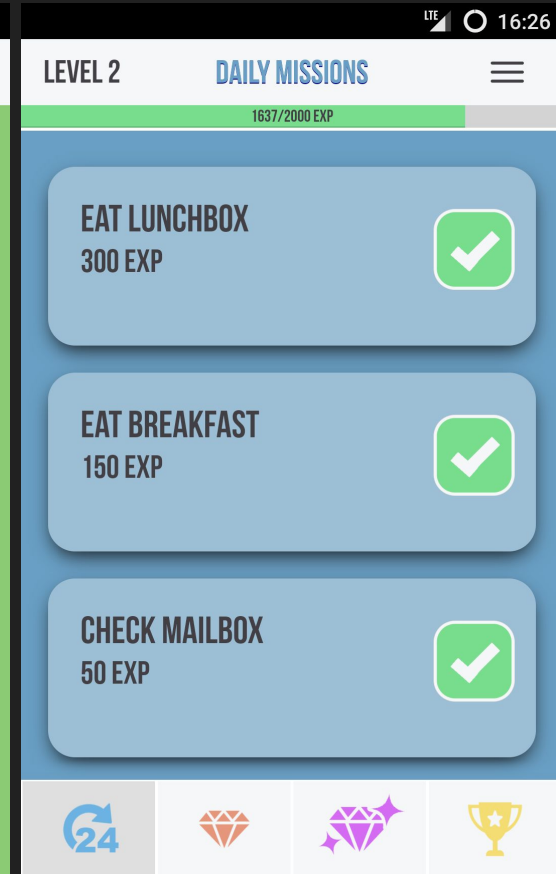 LTE 16:26
LEVEL 2 DAILY MISSIONS
1637/2000 EXP
EAT LUNCHBOX
300 EXP
EAT BREAKFAST
150 EXP
CHECK MAILBOX
50 EXP
24